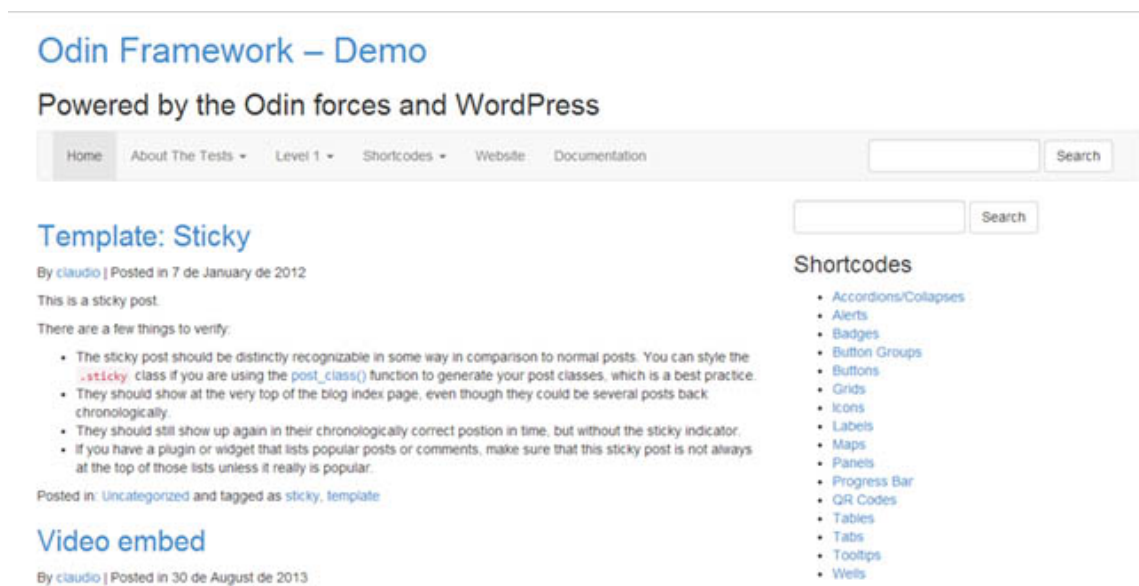 Odin Framework – Demo
Powered by the Odin forces and WordPress
Home About The Tests Level 1 Shortcodes Website Documentation Search
Template: Sticky
By claudio | Posted in 7 de January de 2012
This is a sticky post.
There are a few things to verify:
The sticky post should be distinctly recognizable in some way in comparison to normal posts. You can style the
.sticky class if you are using the post_class() function to generate your post classes, which is a best practice.
They should show at the very top of the blog index page, even though they could be several posts back
chronologically.
They should still show up again in their chronologically correct postion in time, but without the sticky indicator.
If you have a plugin or widget that lists popular posts or comments, make sure that this sticky post is not always
at the top of those lists unless it really is popular.
Posted in: Uncategorized and tagged as sticky, template
Video embed
By claudio | Posted in 30 de August de 2013
Search
Shortcodes
Accordions/Collapses
Alerts
Badges
Button Groups
Buttons
Grids
Icons
Labels
Maps
Panels
Progress Bar
QR Codes
Tables
Tabs
Tooltips
Wells